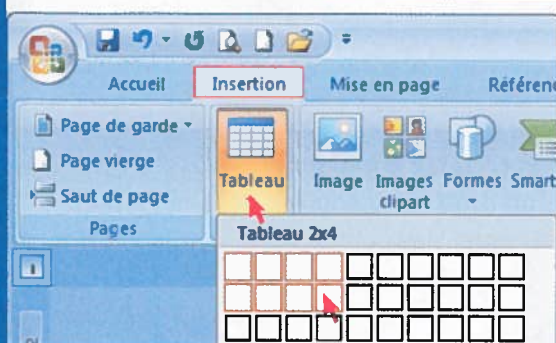 Accueil Insertion Mise en page Référen
Page de garde
Page vierge
Saut de page
Pages
Tableau
Image Images clipart Formes Smart
Tableau 2x4